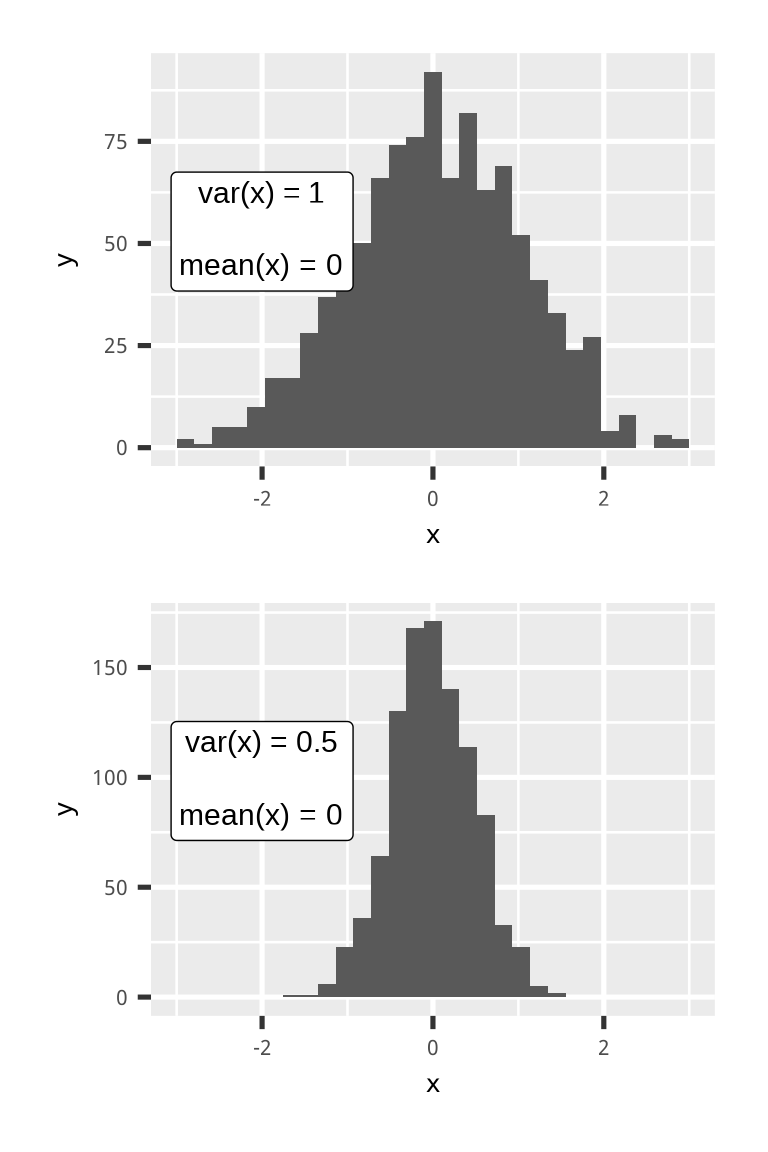 75
50
25
0
y
var(x) = 1
mean(x) = 0
-2 0 2
x
150
100
50
0
y
var(x) = 0.5
mean(x) = 0
-2 0 2
x